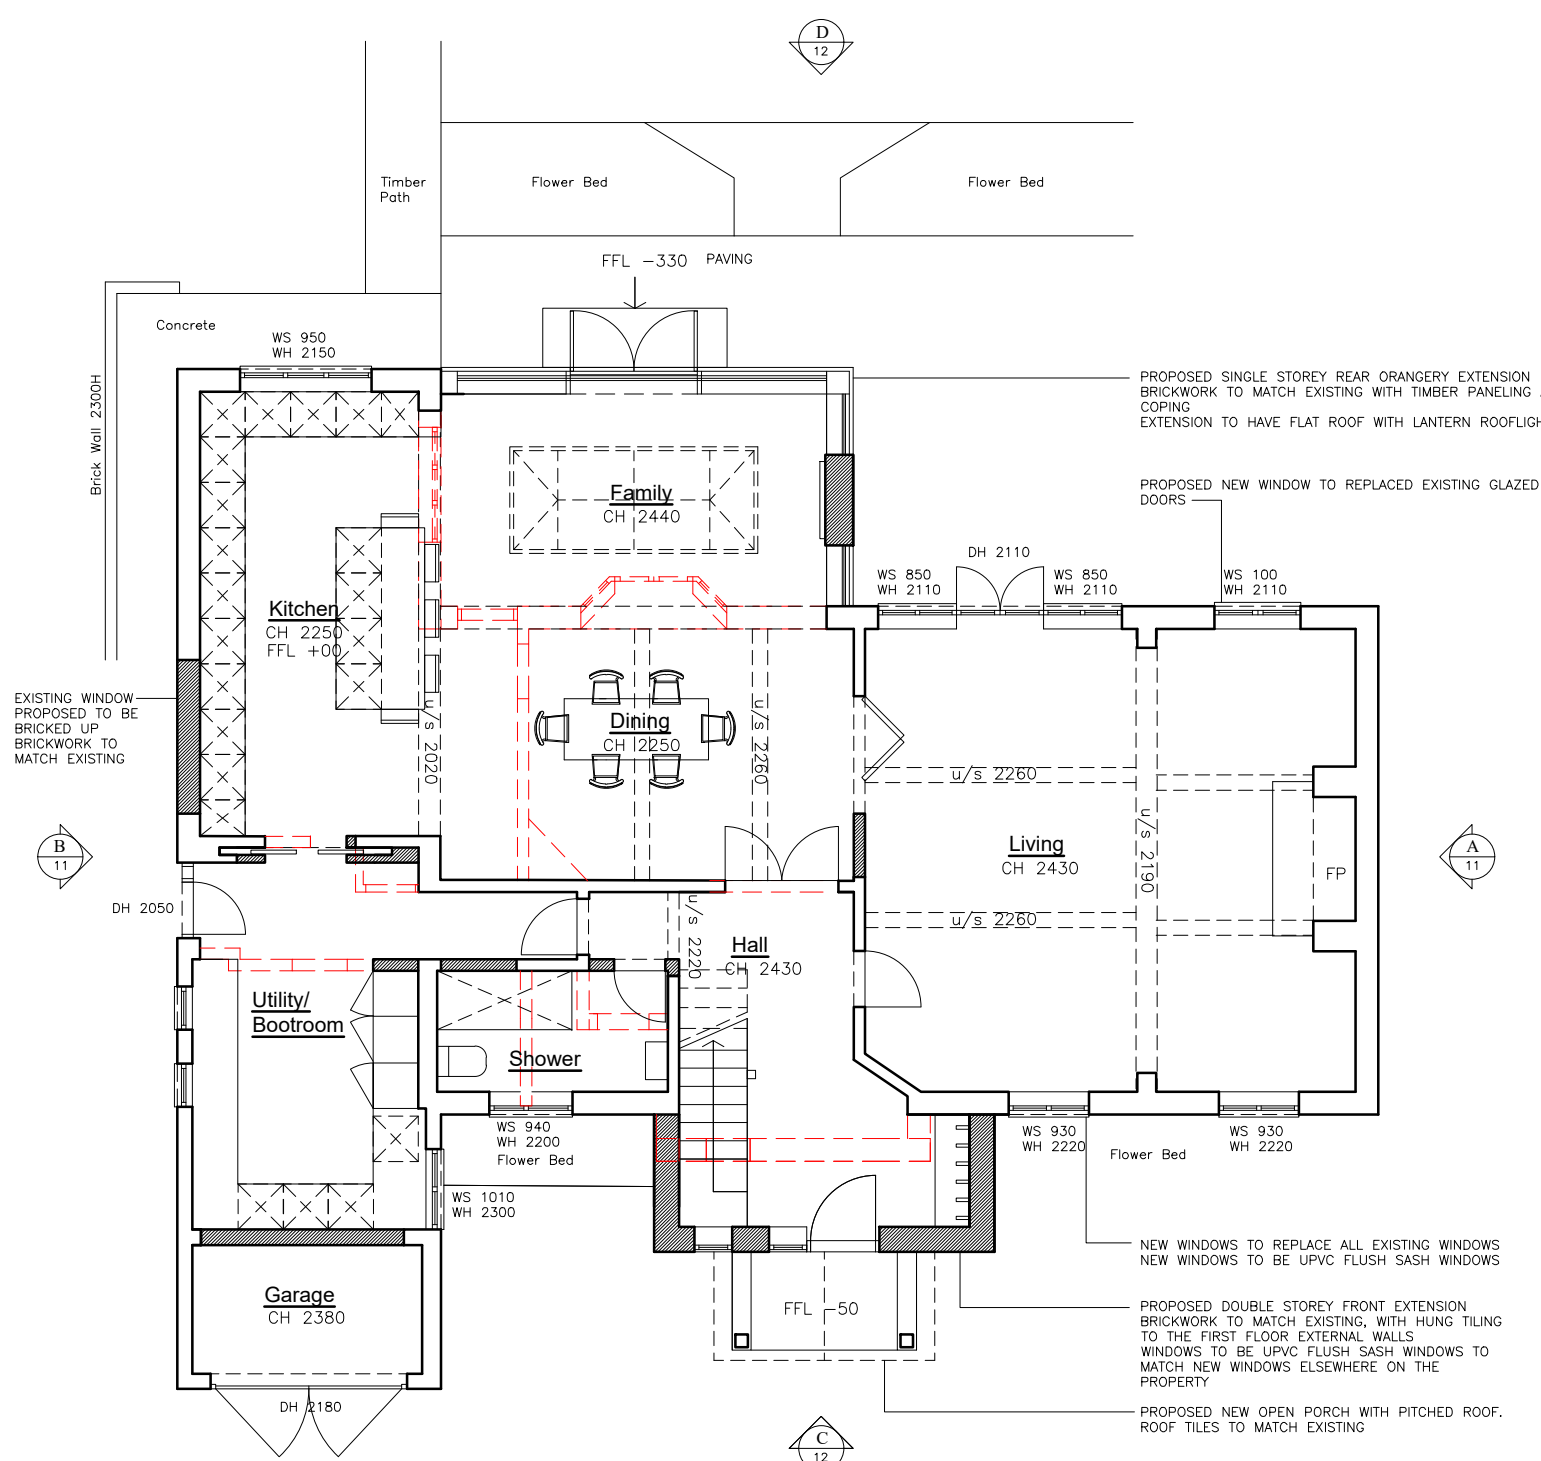 D
12
Timber
Path
Flower Bed
Flower Bed
FFL -330
PAVING
Concrete
WS 950
WH 2150
Brick Wall 2300H
PROPOSED SINGLE STOREY REAR ORANGERY EXTENSION
BRICKWORK TO MATCH EXISTING WITH TIMBER PANELING
COPING
EXTENSION TO HAVE FLAT ROOF WITH LANTERN ROOFLIGH
PROPOSED NEW WINDOW TO REPLACED EXISTING GLAZED
DOORS
Family
CH 2440
DH 2110
WS 850
WH 2110
WS 850
WH 2110
WS 100
WH 2110
Kitchen
CH 2250
FFL +00
EXISTING WINDOW
PROPOSED TO BE
BRICKED UP
BRICKWORK TO
MATCH EXISTING
u/s 2020
Dining
CH 2250
u/s 2260
u/s 2260
u/s 2190
Living
CH 2430
FP
u/s 2260
B
11
A
11
DH 2050
u/s 2220
Hall
CH 2430
Utility/
Bootroom
Shower
WS 940
WH 2200
Flower Bed
WS 930
WH 2220
Flower Bed
WS 930
WH 2220
WS 1010
WH 2300
NEW WINDOWS TO REPLACE ALL EXISTING WINDOWS
NEW WINDOWS TO BE UPVC FLUSH SASH WINDOWS
Garage
CH 2380
FFL -50
PROPOSED DOUBLE STOREY FRONT EXTENSION
BRICKWORK TO MATCH EXISTING, WITH HUNG TILING
TO THE FIRST FLOOR EXTERNAL WALLS
WINDOWS TO BE UPVC FLUSH SASH WINDOWS TO
MATCH NEW WINDOWS ELSEWHERE ON THE
PROPERTY
DH 2180
PROPOSED NEW OPEN PORCH WITH PITCHED ROOF.
ROOF TILES TO MATCH EXISTING
C
12